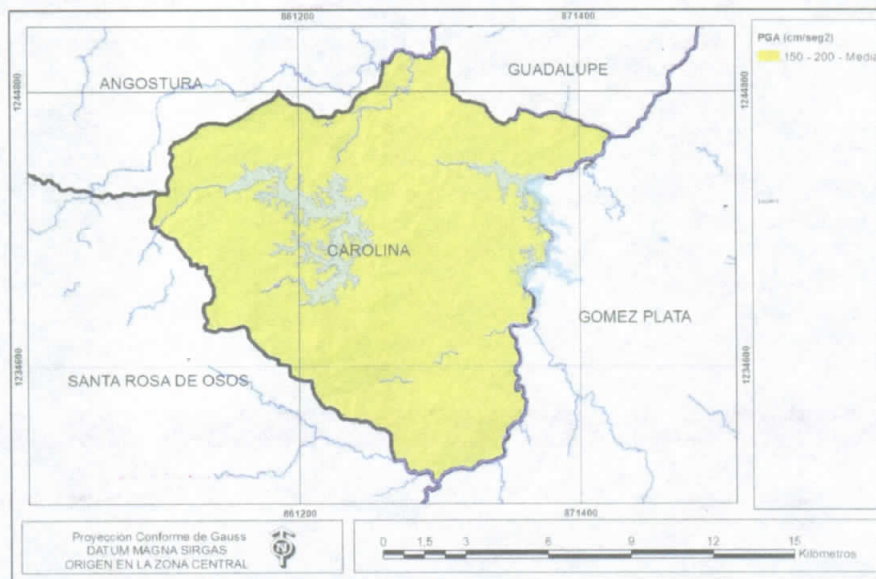 861200
871400
PGA (cm/seg2)
150 - 200 - Media
GUADALUPE
ANGOSTURA
1244800
1244800
CAROLINA
GOMEZ PLATA
1234600
1234600
SANTA ROSA DE OSOS
861200
871400
Proyección Conforme de Gauss
DATUM MAGNA SIRGAS
ORIGEN EN LA ZONA CENTRAL
N
0 1,5 3 6 9 12 15
Kilómetros